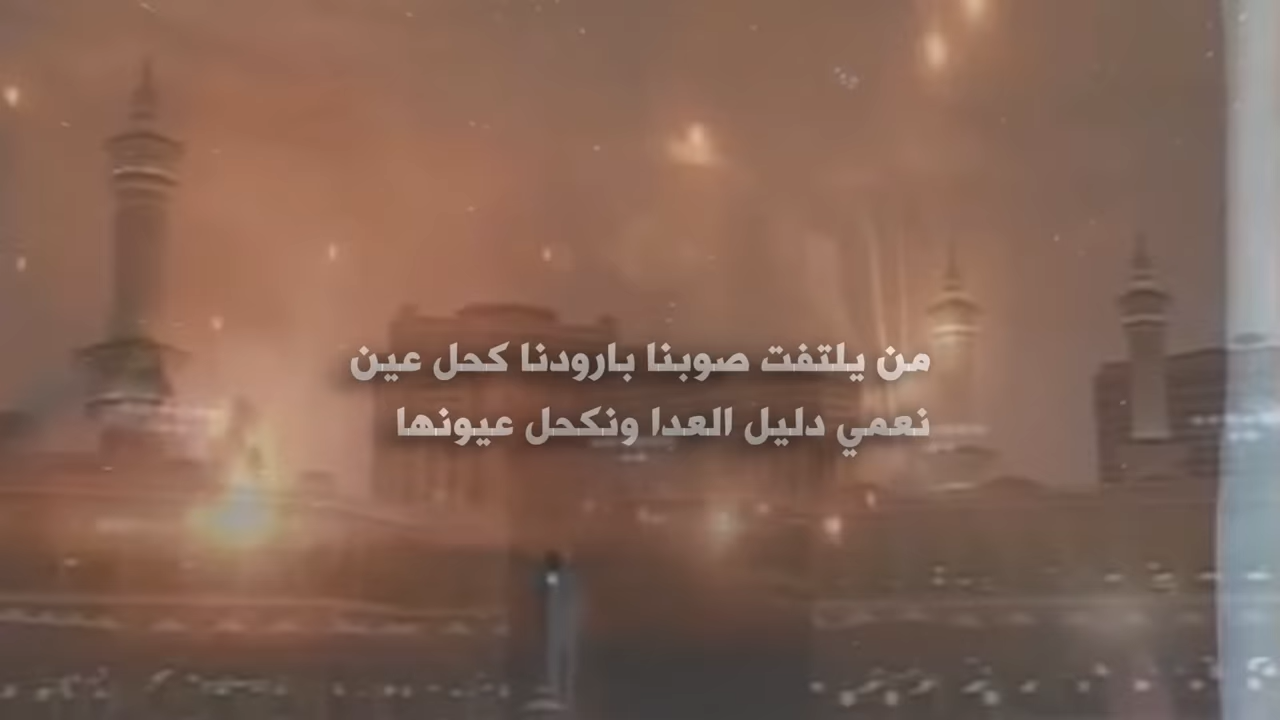 من يلتفت صوبنا بارودنا كحل عين
نعمي دليل العدا ونكحل عيونها